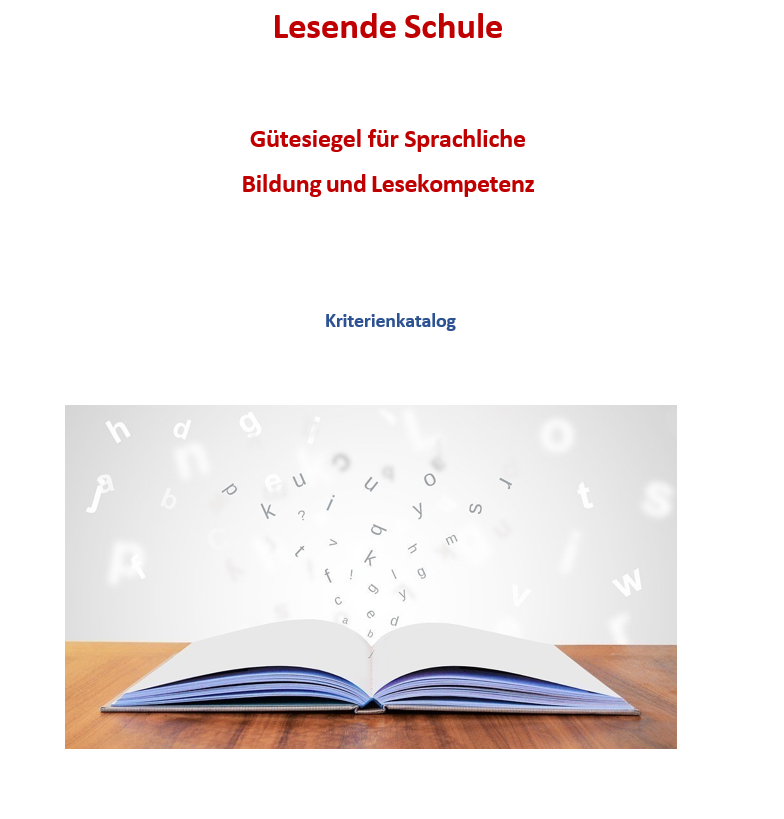 Lesende Schule
Gütesiegel für Sprachliche
Bildung und Lesekompetenz
Kriterienkatalog